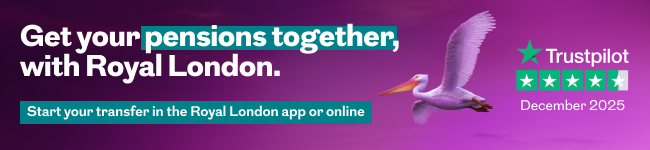 Get your pensions together,
with Royal London.
Start your transfer in the Royal London app or online
Trustpilot
December 2025